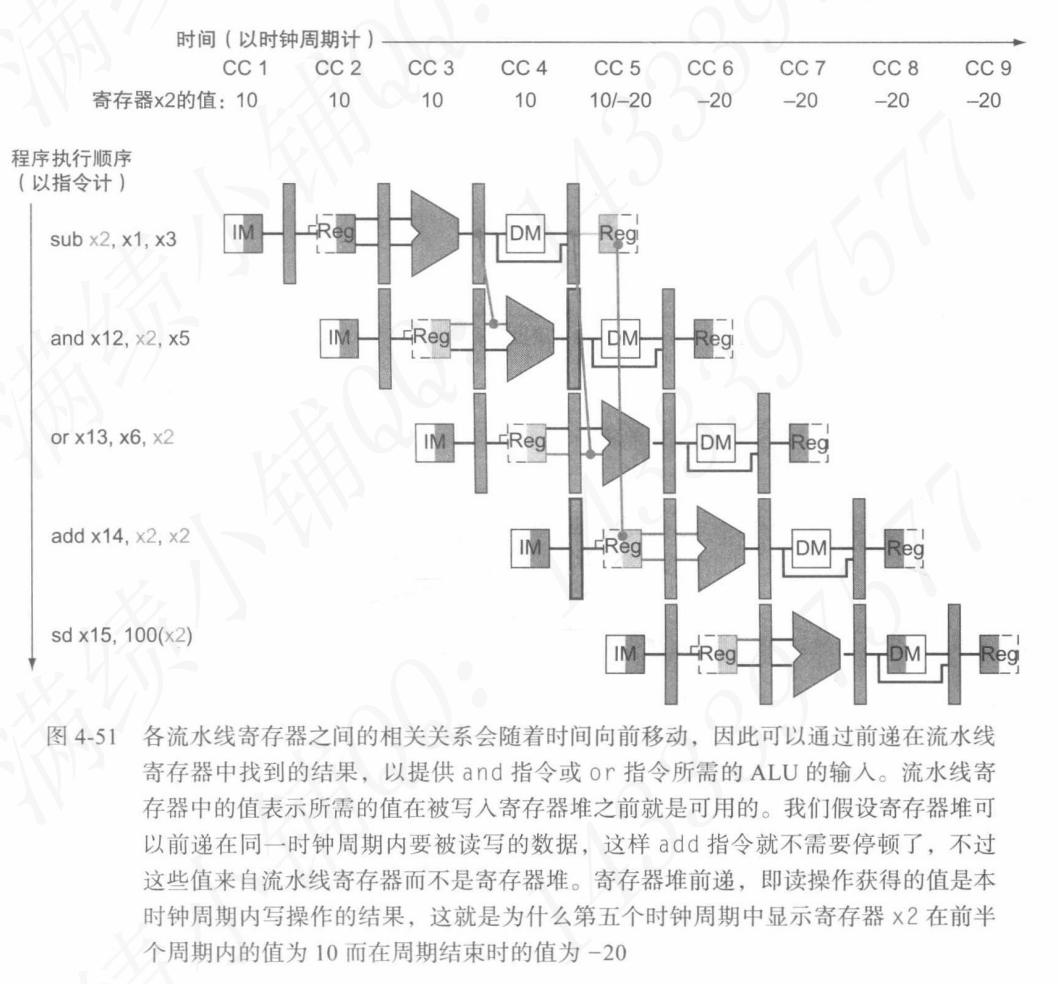 时间（以时钟周期计）
CC 1 CC 2 CC 3 CC 4 CC 5 CC 6 CC 7 CC 8 CC 9
寄存器x2的值：10 10 10 10 10/–20 –20 –20 –20 –20
程序执行顺序
（以指令计）
sub x2, x1, x3
IM Reg DM Reg
and x12, x2, x5
IM Reg DM Reg
or x13, x6, x2
IM Reg DM Reg
add x14, x2, x2
IM Reg DM Reg
sd x15, 100(x2)
IM Reg DM Reg
图 4-51 各流水线寄存器之间的相关关系会随着时间向前移动，因此可以通过前递在流水线
寄存器中找到的结果，以提供 and 指令或 or 指令所需的 ALU 的输入。流水线寄
存器中的值表示所需的值在被写入寄存器堆之前就是可用的。我们假设寄存器堆可
以前递在同一时钟周期内要被读写的数据，这样 add 指令就不需要停顿了，不过
这些值来自流水线寄存器而不是寄存器堆。寄存器堆前递，即读操作获得的值是本
时钟周期内写操作的结果，这就是为什么第五个时钟周期中显示寄存器 x2 在前半
个周期内的值为 10 而在周期结束时的值为 −20